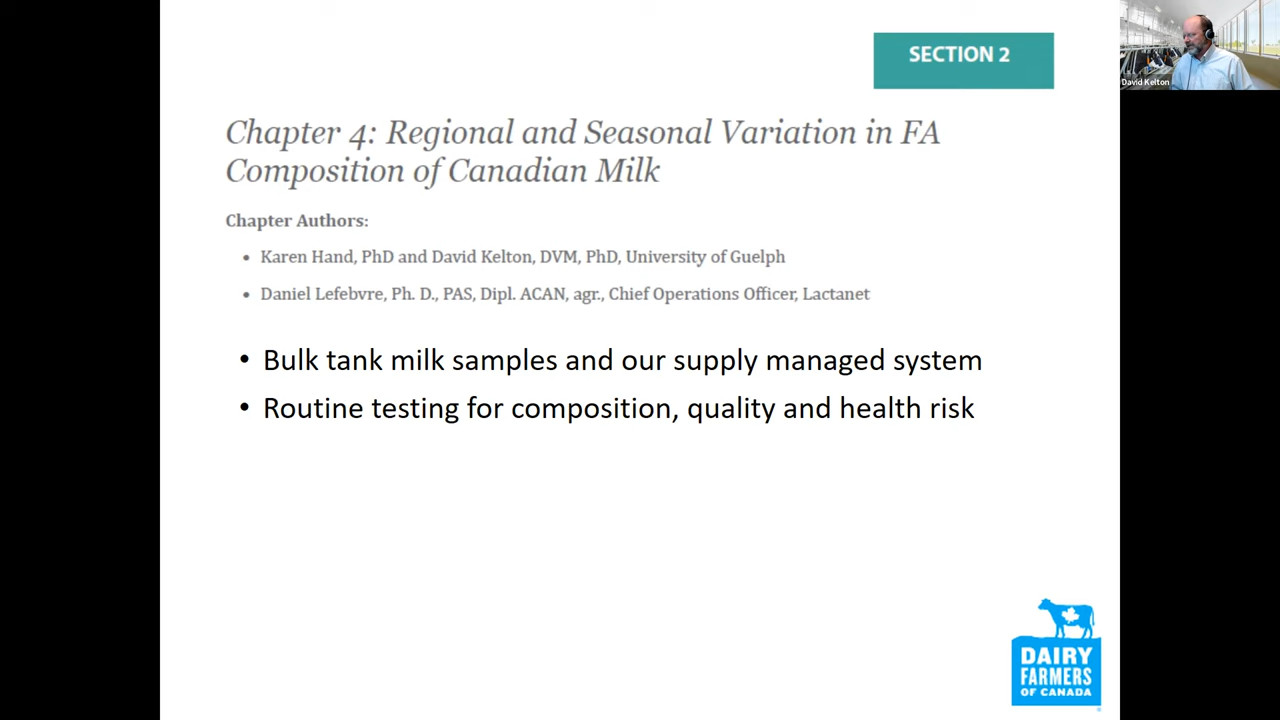 SECTION 2
David Kelton
Chapter 4: Regional and Seasonal Variation in FA
Composition of Canadian Milk
Chapter Authors:
• Karen Hand, PhD and David Kelton, DVM, PhD, University of Guelph
• Daniel Lefebvre, Ph. D., PAS, Dipl. ACAN, agr., Chief Operations Officer, Lactanet
• Bulk tank milk samples and our supply managed system
• Routine testing for composition, quality and health risk
DAIRY
FARMERS
OF CANADA